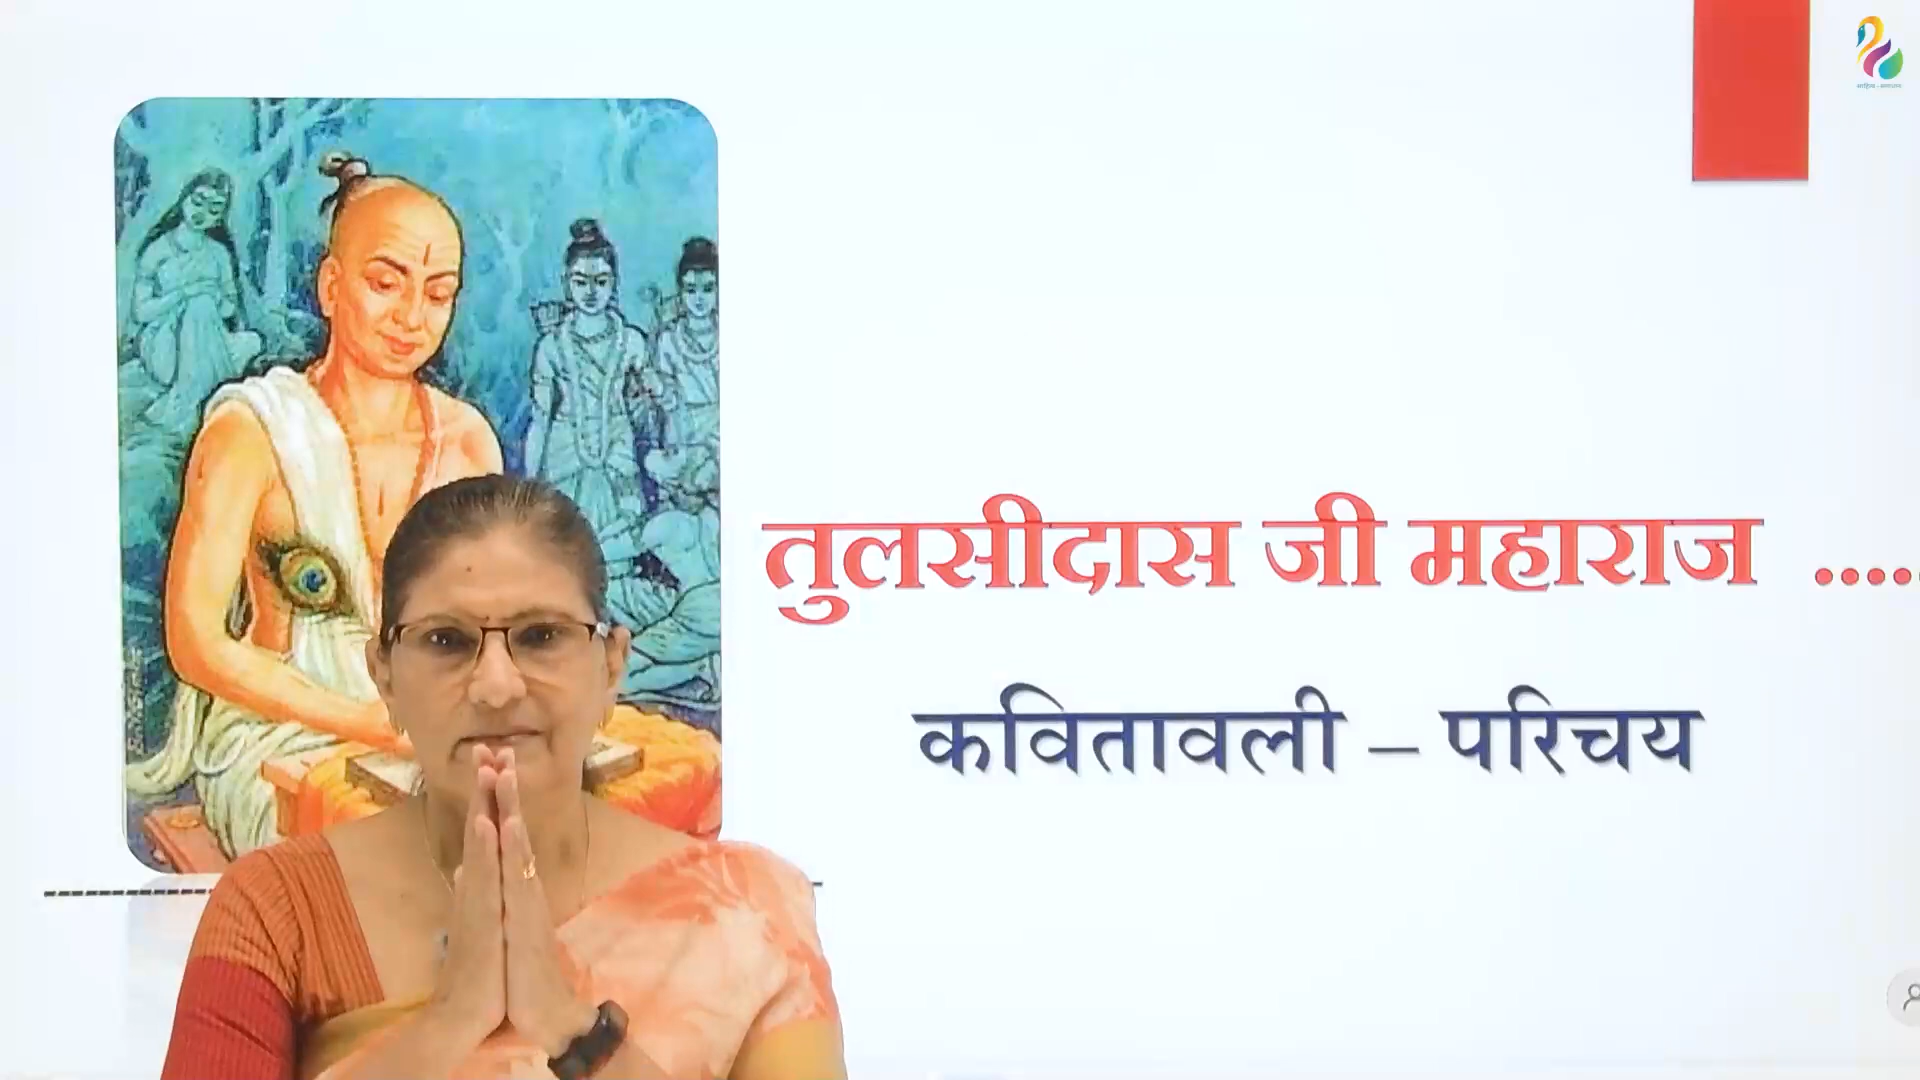 तुलसीदास जी महाराज ....
कवितावली – परिचय